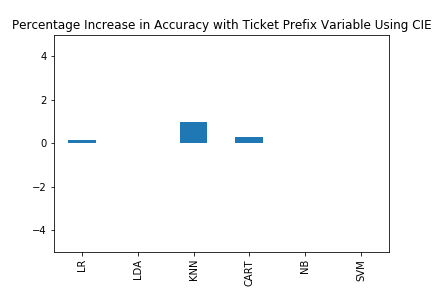 Percentage Increase in Accuracy with Ticket Prefix Variable Using CIE
4
2
0
−2
−4
LR
LDA
KNN
CART
NB
SVM